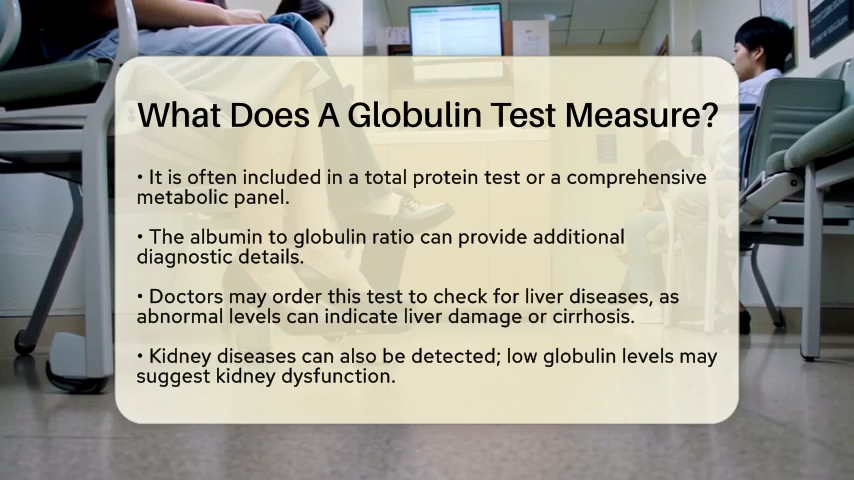 What Does A Globulin Test Measure?
• It is often included in a total protein test or a comprehensive
metabolic panel.
• The albumin to globulin ratio can provide additional
diagnostic details.
• Doctors may order this test to check for liver diseases, as
abnormal levels can indicate liver damage or cirrhosis.
• Kidney diseases can also be detected; low globulin levels may
suggest kidney dysfunction.